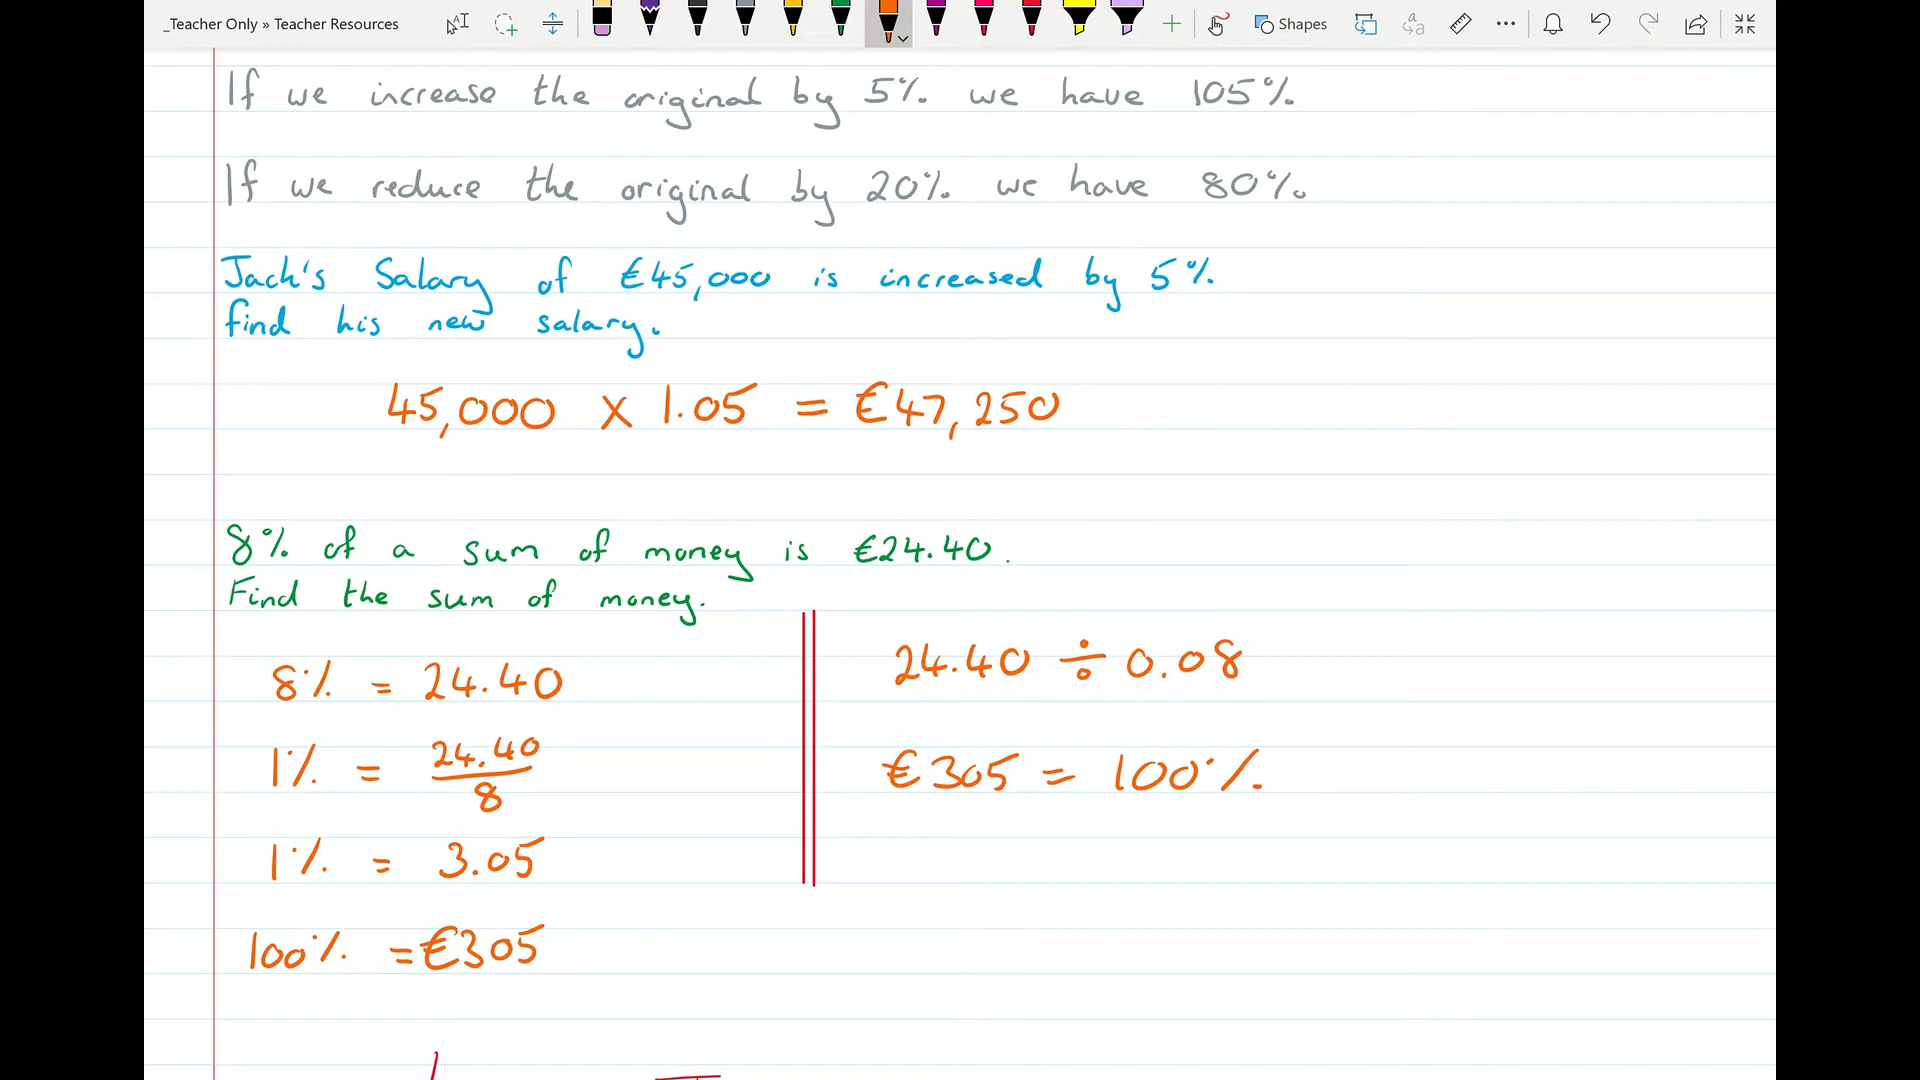 _Teacher Only » Teacher Resources
Shapes
If we increase the original by 5% we have 105%.
If we reduce the original by 20% we have 80%.
Jack's Salary of €45,000 is increased by 5%.
find his new salary.
45,000 x 1.05 = €47,250
8% of a sum of money is €24.40.
Find the sum of money.
8% = 24.40
1% = 24.40
8
1% = 3.05
100% = €305
24.40 ÷ 0.08
€305 = 100%